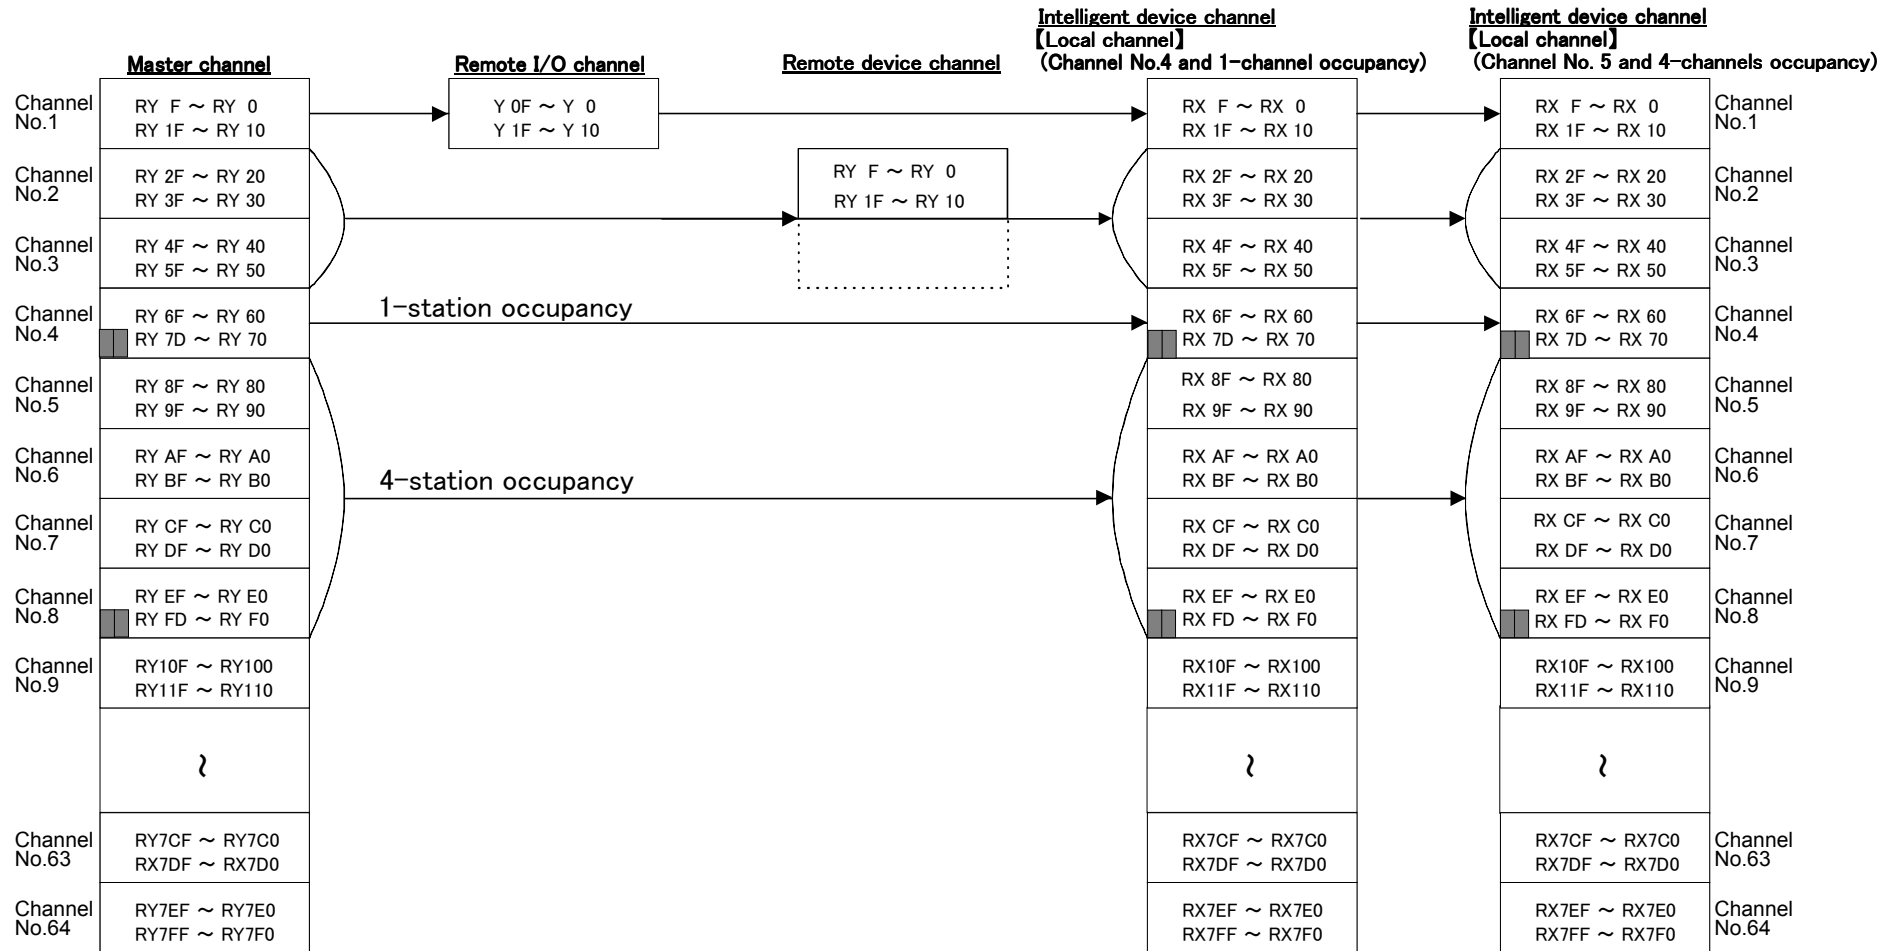 Master channel
Remote I/O channel
Remote device channel
Intelligent device channel
【Local channel】
(Channel No.4 and 1-channel occupancy)
Intelligent device channel
【Local channel】
(Channel No. 5 and 4-channels occupancy)
Channel
No.1
RY F ~ RY 0
RY 1F ~ RY 10
Y 0F ~ Y 0
Y 1F ~ Y 10
RX F ~ RX 0
RX 1F ~ RX 10
RX F ~ RX 0
RX 1F ~ RX 10
Channel
No.1
Channel
No.2
RY 2F ~ RY 20
RY 3F ~ RY 30
RY F ~ RY 0
RY 1F ~ RY 10
RX 2F ~ RX 20
RX 3F ~ RX 30
RX 2F ~ RX 20
RX 3F ~ RX 30
Channel
No.2
Channel
No.3
RY 4F ~ RY 40
RY 5F ~ RY 50
RX 4F ~ RX 40
RX 5F ~ RX 50
RX 4F ~ RX 40
RX 5F ~ RX 50
Channel
No.3
Channel
No.4
RY 6F ~ RY 60
RY 7D ~ RY 70
1-station occupancy
RX 6F ~ RX 60
RX 7D ~ RX 70
RX 6F ~ RX 60
RX 7D ~ RX 70
Channel
No.4
Channel
No.5
RY 8F ~ RY 80
RY 9F ~ RY 90
RX 8F ~ RX 80
RX 9F ~ RX 90
RX 8F ~ RX 80
RX 9F ~ RX 90
Channel
No.5
Channel
No.6
RY AF ~ RY A0
RY BF ~ RY B0
4-station occupancy
RX AF ~ RX A0
RX BF ~ RX B0
RX AF ~ RX A0
RX BF ~ RX B0
Channel
No.6
Channel
No.7
RY CF ~ RY C0
RY DF ~ RY D0
RX CF ~ RX C0
RX DF ~ RX D0
RX CF ~ RX C0
RX DF ~ RX D0
Channel
No.7
Channel
No.8
RY EF ~ RY E0
RY FD ~ RY F0
RX EF ~ RX E0
RX FD ~ RX F0
RX EF ~ RX E0
RX FD ~ RX F0
Channel
No.8
Channel
No.9
RY10F ~ RY100
RY11F ~ RY110
RX10F ~ RX100
RX11F ~ RX110
RX10F ~ RX100
RX11F ~ RX110
Channel
No.9
~
~
~
Channel
No.63
RY7CF ~ RY7C0
RX7DF ~ RX7D0
RX7CF ~ RX7C0
RX7DF ~ RX7D0
RX7CF ~ RX7C0
RX7DF ~ RX7D0
Channel
No.63
Channel
No.64
RY7EF ~ RY7E0
RY7FF ~ RY7F0
RX7EF ~ RX7E0
RX7FF ~ RX7F0
RX7EF ~ RX7E0
RX7FF ~ RX7F0
Channel
No.64